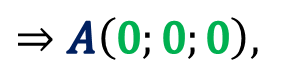 ⇒ A(0; 0; 0),